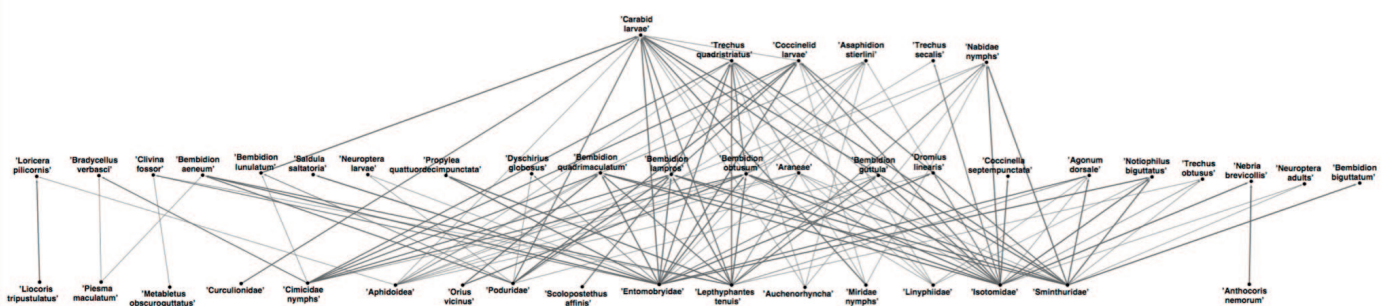 'Carabid
larvae'
'Trechus
quadristriatus'
'Coccinelid
larvae'
'Asaphidion
stierlini'
'Trechus
secalis'
'Nabidae
nymphs'
'Loricera
pilicornis'
'Bradycellus
verbasci'
'Clivina
fossor'
'Bembidion
aeneum'
'Bembidion
lunulatum'
'Saldula
saltatoria'
'Neuroptera
larvae'
'Propylea
quattuordecimpunctata'
'Dyschirius
globosus'
'Bembidion
quadrimaculatum'
'Bembidion
lampros'
'Bembidion
obtusum'
'Araneae'
'Bembidion
guttula'
'Dromius
linearis'
'Coccinella
septempunctata'
'Agonum
dorsale'
'Notiophilus
biguttatus'
'Trechus
obtusus'
'Nebria
brevicollis'
'Neuroptera
adults'
'Bembidion
biguttatum'
'Liocoris
tripustulatus'
'Piesma
maculatum'
'Metabletus
obscuroguttatus'
'Curculionidae'
'Cimicidae
nymphs'
'Aphidoidea'
'Orius
vicinus'
'Poduridae'
'Scolopostethus
affinis'
'Entomobryidae'
'Lepthyphantes
tenuis'
'Auchenorhyncha'
'Miridae
nymphs'
'Linyphiidae'
'Isotomidae'
'Sminthuridae'
'Anthocoris
nemorum'